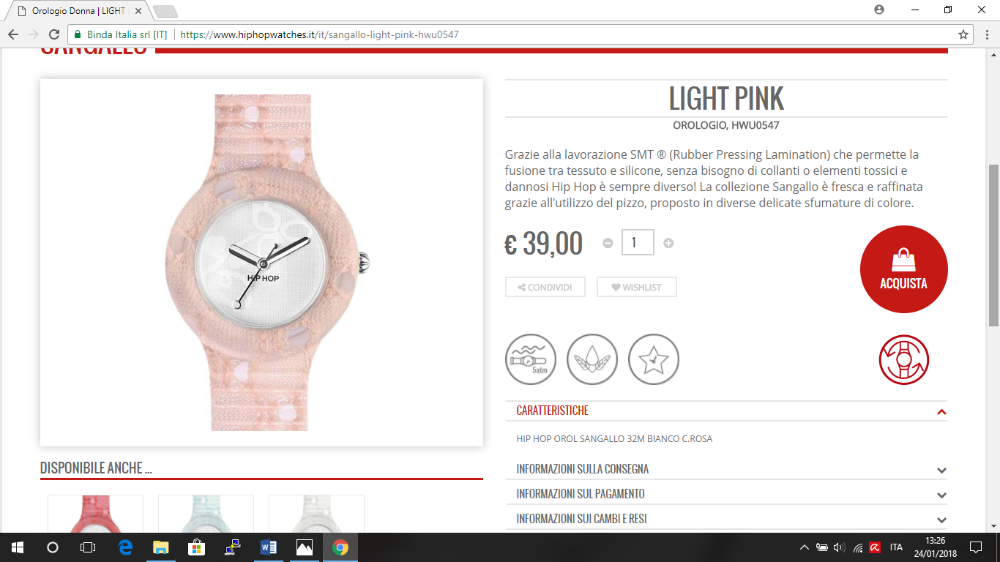 Orologio Donna | LIGHT
Binda Italia srl [IT]
https://www.hiphopwatches.it/it/sangallo-light-pink-hwu0547
SANGALLO
LIGHT PINK
OROLOGIO, HWU0547
Grazie alla lavorazione SMT ® (Rubber Pressing Lamination) che permette la
fusione tra tessuto e silicone, senza bisogno di collanti o elementi tossici e
dannosi Hip Hop è sempre diverso! La collezione Sangallo è fresca e raffinata
grazie all'utilizzo del pizzo, proposto in diverse delicate sfumature di colore.
HIP HOP
€ 39,00
1
ACQUISTA
CONDIVIDI
WISHLIST
5atm
CARATTERISTICHE
HIP HOP OROL SANGALLO 32M BIANCO C.ROSA
INFORMAZIONI SULLA CONSEGNA
INFORMAZIONI SUL PAGAMENTO
INFORMAZIONI SUI CAMBI E RESI
DISPONIBILE ANCHE ...
ITA
13:26
24/01/2018